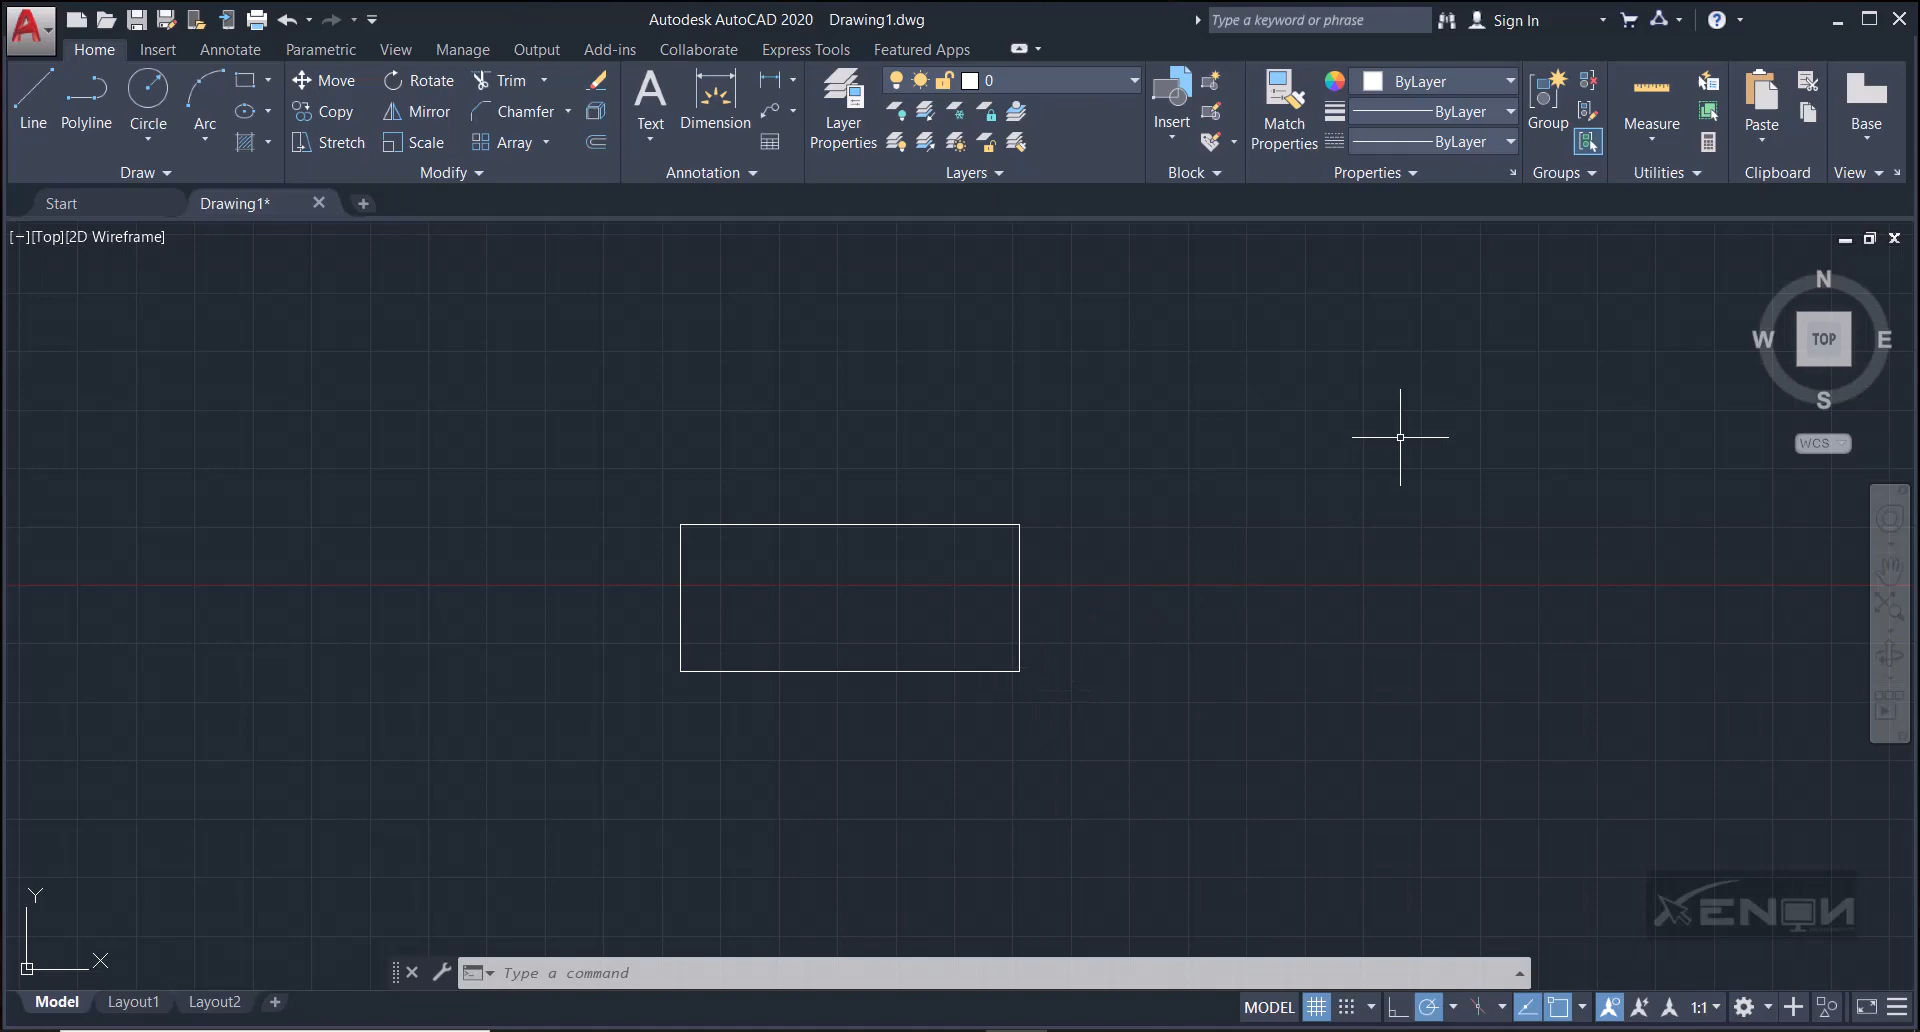 Autodesk AutoCAD 2020 Drawing1.dwg Type a keyword or phrase Sign In
Home Insert Annotate Parametric View Manage Output Add-ins Collaborate Express Tools Featured Apps
Line Polyline Circle Arc
Move Rotate Trim
Copy Mirror Chamfer
Stretch Scale Array
Text Dimension
Layer Properties
0
Insert
Match Properties
ByLayer
ByLayer
ByLayer
Group
Measure
Paste
Base
Draw Modify Annotation Layers Block Properties Groups Utilities Clipboard View
Start Drawing1*
[−][Top][2D Wireframe]
N
W TOP E
S
WCS
XENON
Y
X
Type a command
Model Layout1 Layout2
MODEL 1:1